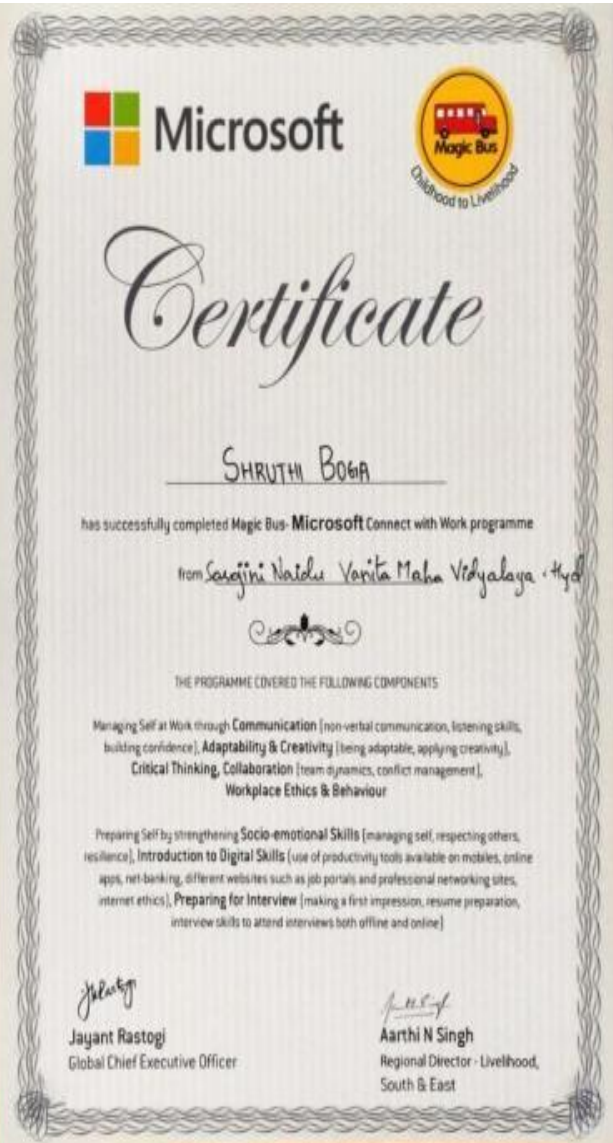 Microsoft
Magic Bus
Childhood to Livelihood
Certificate
SHRUTHI BOGA
has successfully completed Magic Bus- Microsoft Connect with Work programme
from Sarojini Naidu Vanita Maha Vidyalaya - Hyd
THE PROGRAMME COVERED THE FOLLOWING COMPONENTS
Managing Self at Work through Communication (non-verbal communication, listening skills,
building confidence), Adaptability & Creativity (being adaptable, applying creativity),
Critical Thinking, Collaboration (team dynamics, conflict management),
Workplace Ethics & Behaviour
Preparing Self by strengthening Socio-emotional Skills (managing self, respecting others,
resilience), Introduction to Digital Skills (use of productivity tools available on mobiles, online
apps, net-banking, different websites such as job portals and professional networking sites,
internet ethics), Preparing for Interview (making a first impression, resume preparation,
interview skills to attend interviews both offline and online)
Jayant Rastogi
Global Chief Executive Officer
Aarthi N Singh
Regional Director - Livelihood,
South & East